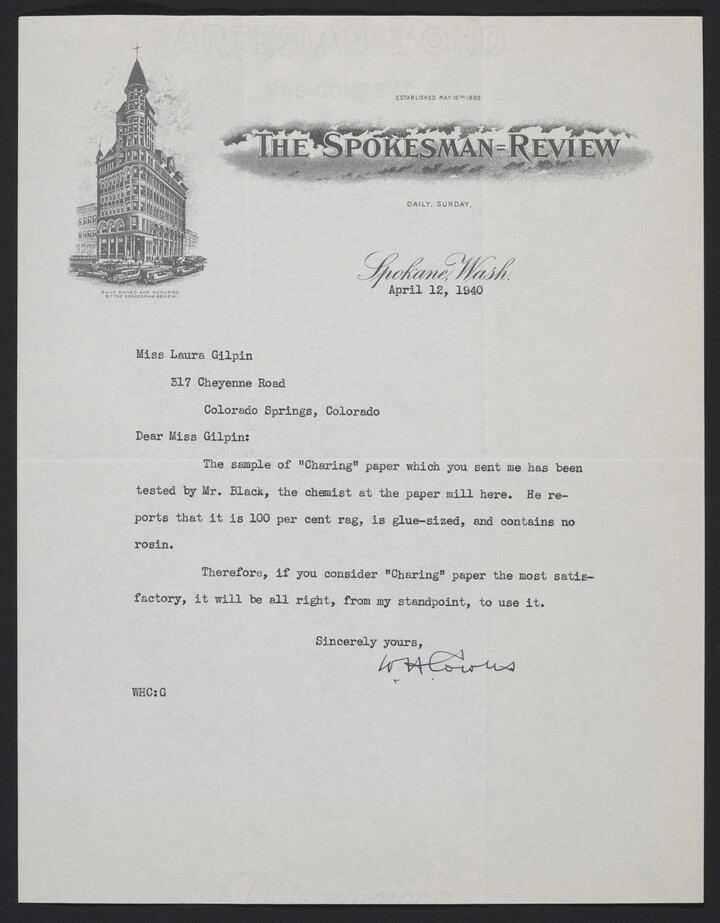 ARTESIAN BOND
ESTABLISHED MAY 15TH 1883
THE SPOKESMAN=REVIEW
DAILY, SUNDAY,
Spokane, Wash.
April 12, 1940
BUILT OWNED AND OCCUPIED
BY THE SPOKESMAN REVIEW.
Miss Laura Gilpin
317 Cheyenne Road
Colorado Springs, Colorado
Dear Miss Gilpin:
The sample of "Charing" paper which you sent me has been
tested by Mr. Black, the chemist at the paper mill here. He re-
ports that it is 100 per cent rag, is glue-sized, and contains no
rosin.
Therefore, if you consider "Charing" paper the most satis-
factory, it will be all right, from my standpoint, to use it.
Sincerely yours,
W H Cowles
WHC:G